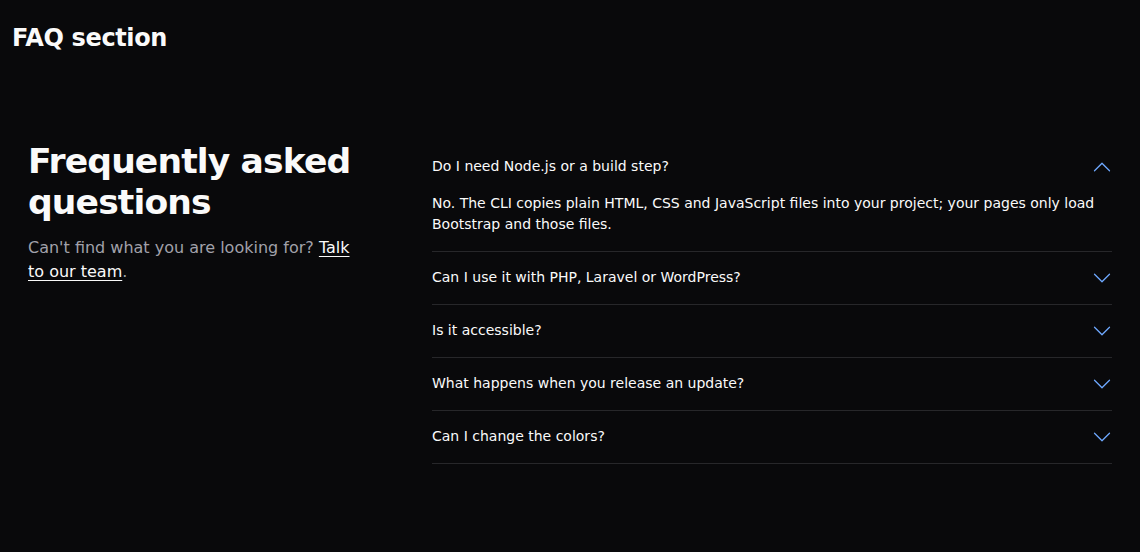 FAQ section
Frequently asked
questions
Can't find what you are looking for? Talk
to our team.
Do I need Node.js or a build step?
No. The CLI copies plain HTML, CSS and JavaScript files into your project; your pages only load
Bootstrap and those files.
Can I use it with PHP, Laravel or WordPress?
Is it accessible?
What happens when you release an update?
Can I change the colors?